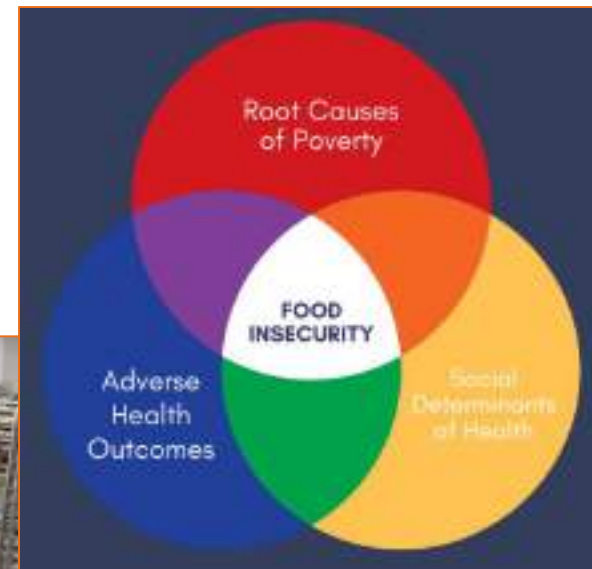 Root Causes
of Poverty
FOOD
INSECURITY
Adverse
Health
Outcomes
Social
Determinants
of Health